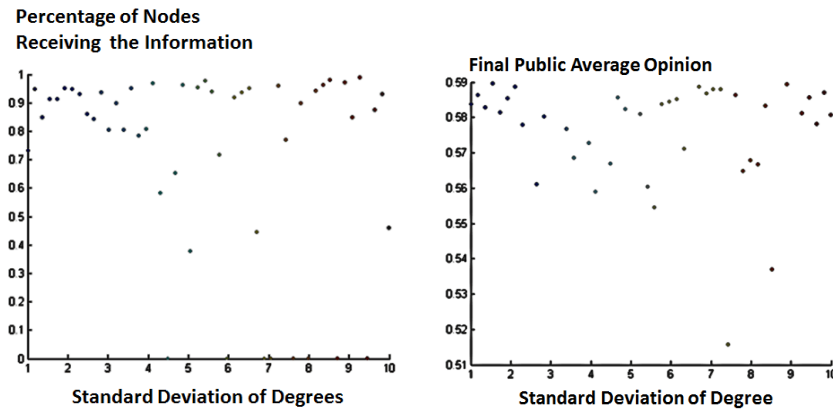 Percentage of Nodes
Receiving the Information
1
0.9
0.8
0.7
0.6
0.5
0.4
0.3
0.2
0.1
0
1 2 3 4 5 6 7 8 9 10
Standard Deviation of Degrees
Final Public Average Opinion
0.59
0.58
0.57
0.56
0.55
0.54
0.53
0.52
0.51
1 2 3 4 5 6 7 8 9 10
Standard Deviation of Degree